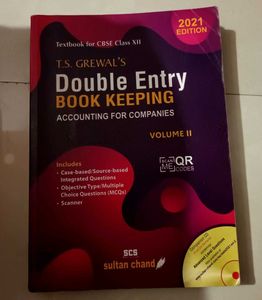 2021
EDITION
Textbook for CBSE Class XII
T.S. GREWAL'S
Double Entry
BOOK KEEPING
ACCOUNTING FOR COMPANIES
VOLUME II
QR
CODES
Includes
• Case-based/Source-based
Integrated Questions
• Objective Type/Multiple
Choice Questions (MCQs)
• Scanner
SCS
sultan chand